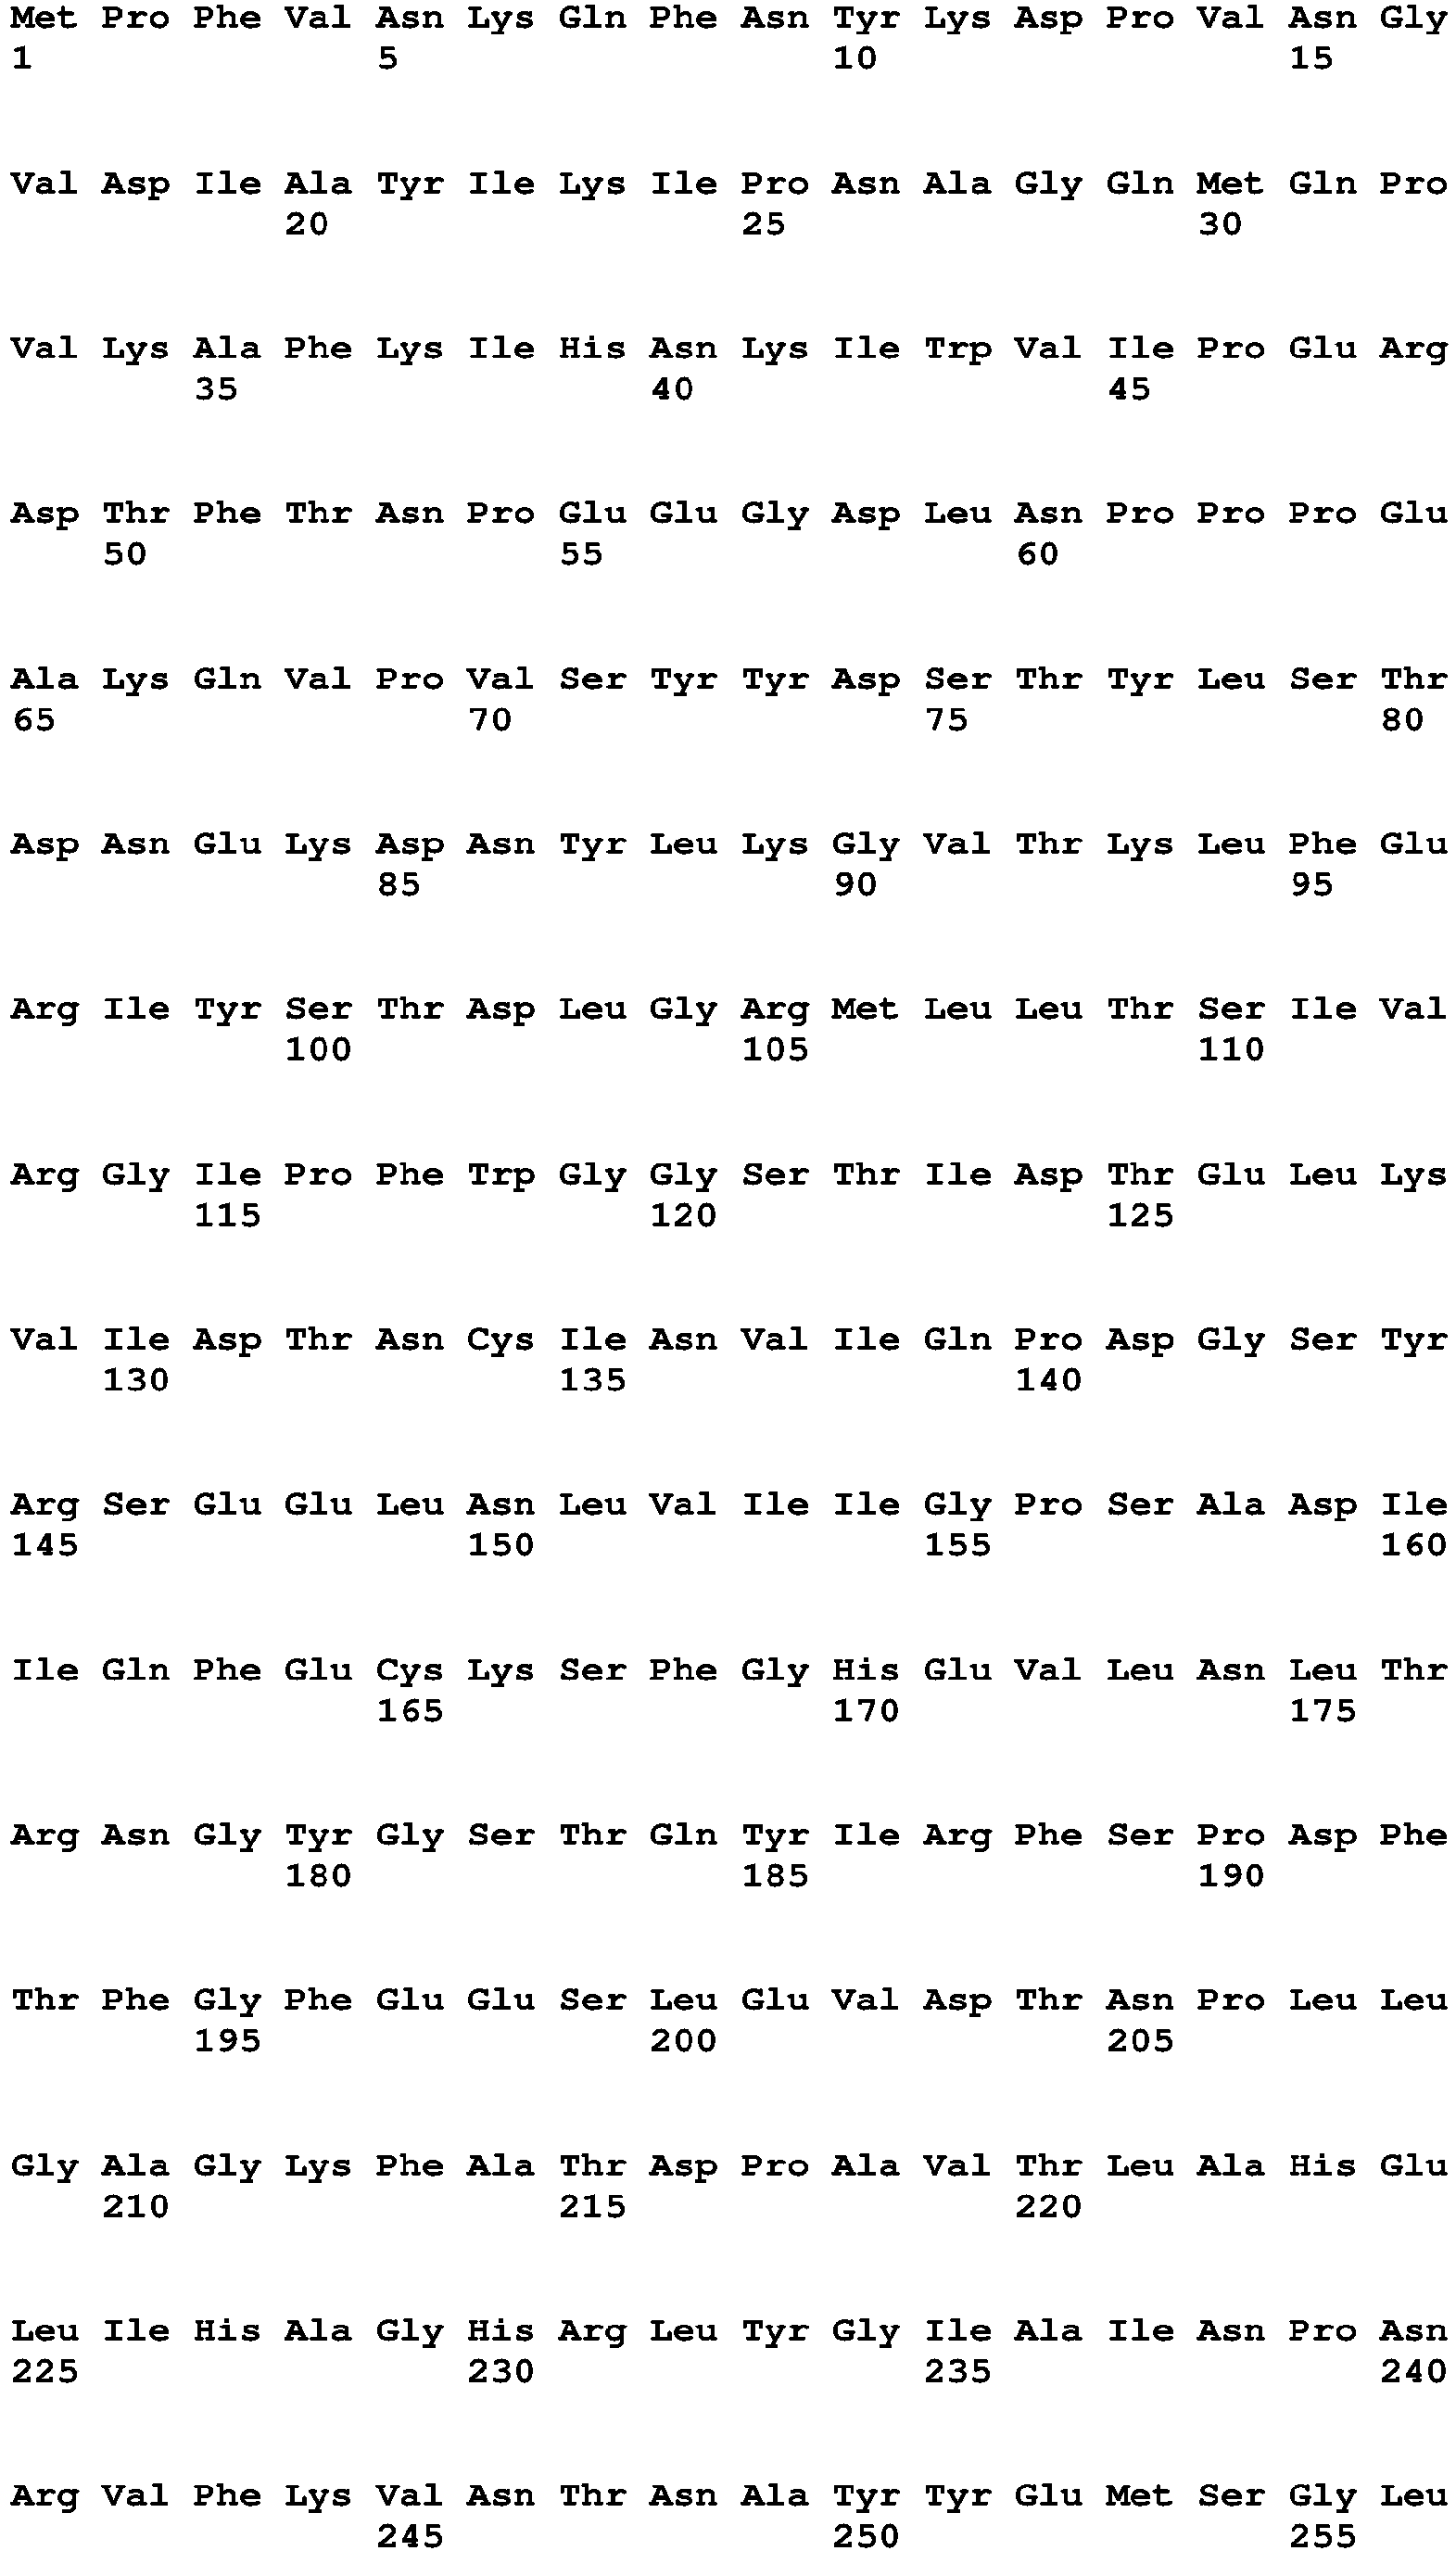 Met Pro Phe Val Asn Lys Gln Phe Asn Tyr Lys Asp Pro Val Asn Gly
1 5 10 15
Val Asp Ile Ala Tyr Ile Lys Ile Pro Asn Ala Gly Gln Met Gln Pro
20 25 30
Val Lys Ala Phe Lys Ile His Asn Lys Ile Trp Val Ile Pro Glu Arg
35 40 45
Asp Thr Phe Thr Asn Pro Glu Glu Gly Asp Leu Asn Pro Pro Pro Glu
50 55 60
Ala Lys Gln Val Pro Val Ser Tyr Tyr Asp Ser Thr Tyr Leu Ser Thr
65 70 75 80
Asp Asn Glu Lys Asp Asn Tyr Leu Lys Gly Val Thr Lys Leu Phe Glu
85 90 95
Arg Ile Tyr Ser Thr Asp Leu Gly Arg Met Leu Leu Thr Ser Ile Val
100 105 110
Arg Gly Ile Pro Phe Trp Gly Gly Ser Thr Ile Asp Thr Glu Leu Lys
115 120 125
Val Ile Asp Thr Asn Cys Ile Asn Val Ile Gln Pro Asp Gly Ser Tyr
130 135 140
Arg Ser Glu Glu Leu Asn Leu Val Ile Ile Gly Pro Ser Ala Asp Ile
145 150 155 160
Ile Gln Phe Glu Cys Lys Ser Phe Gly His Glu Val Leu Asn Leu Thr
165 170 175
Arg Asn Gly Tyr Gly Ser Thr Gln Tyr Ile Arg Phe Ser Pro Asp Phe
180 185 190
Thr Phe Gly Phe Glu Glu Ser Leu Glu Val Asp Thr Asn Pro Leu Leu
195 200 205
Gly Ala Gly Lys Phe Ala Thr Asp Pro Ala Val Thr Leu Ala His Glu
210 215 220
Leu Ile His Ala Gly His Arg Leu Tyr Gly Ile Ala Ile Asn Pro Asn
225 230 235 240
Arg Val Phe Lys Val Asn Thr Asn Ala Tyr Tyr Glu Met Ser Gly Leu
245 250 255